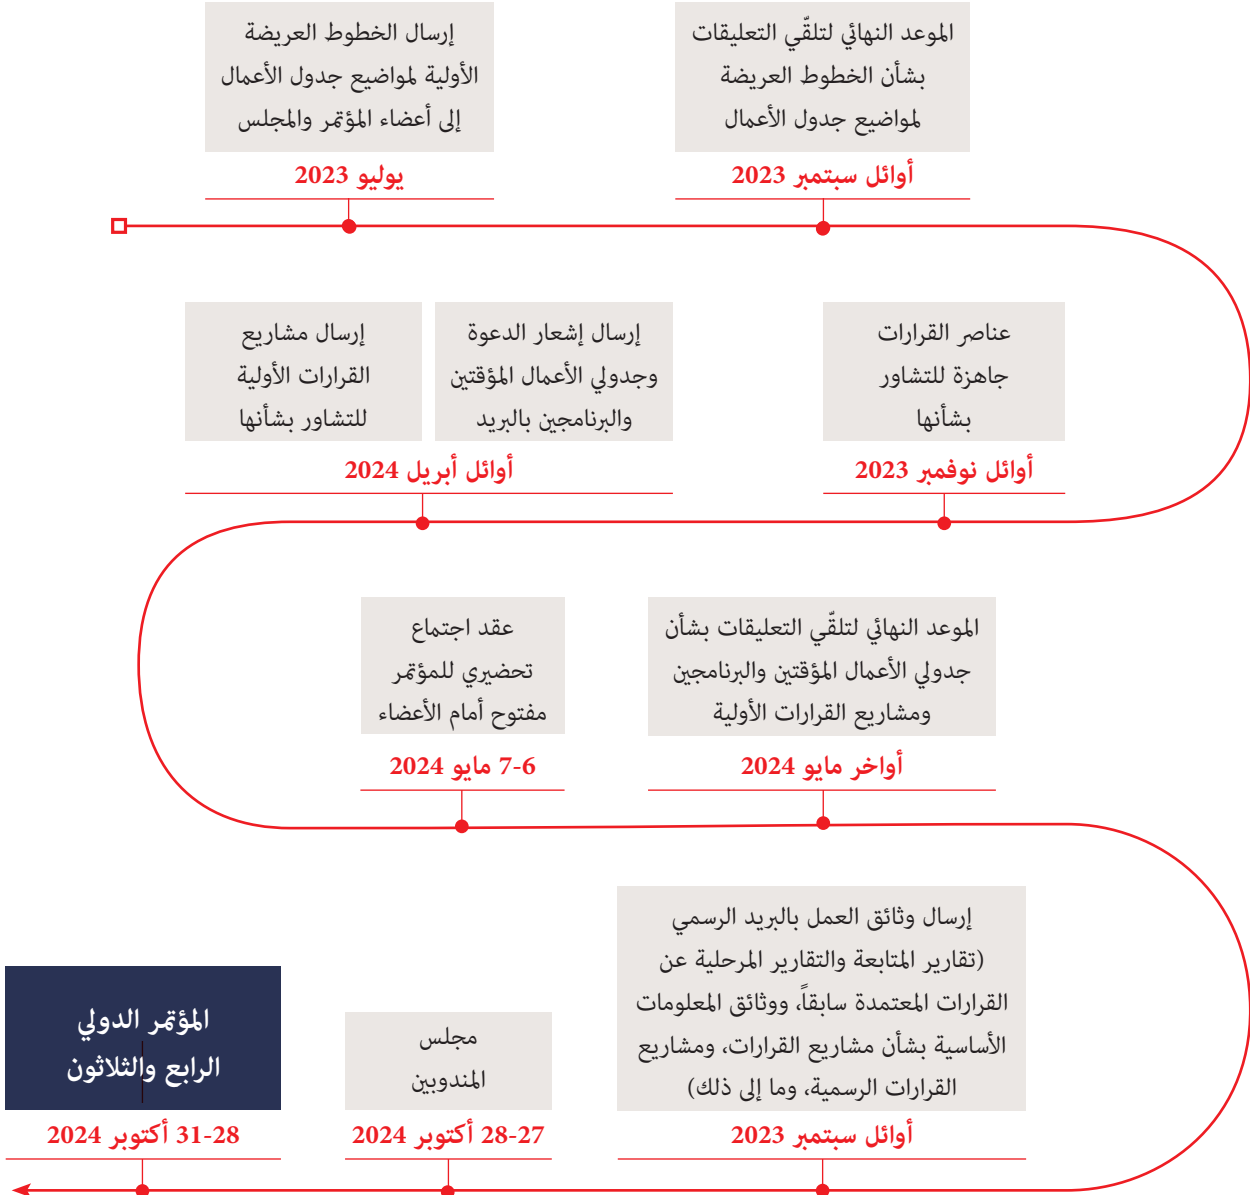 إرسال الخطوط العريضة
الأولية لمواضيع جدول الأعمال
إلى أعضاء المؤتمر والمجلس
يوليو 2023
الموعد النهائي لتلقّي التعليقات
بشأن الخطوط العريضة
لمواضيع جدول الأعمال
أوائل سبتمبر 2023
عناصر القرارات
جاهزة للتشاور
بشأنها
أوائل نوفمبر 2023
إرسال إشعار الدعوة
وجدولي الأعمال المؤقتين
والبرنامجين بالبريد
إرسال مشاريع
القرارات الأولية
للتشاور بشأنها
أوائل أبريل 2024
عقد اجتماع
تحضيري للمؤتمر
مفتوح أمام الأعضاء
7-6 مايو 2024
الموعد النهائي لتلقّي التعليقات بشأن
جدولي الأعمال المؤقتين والبرنامجين
ومشاريع القرارات الأولية
أواخر مايو 2024
إرسال وثائق العمل بالبريد الرسمي
(تقارير المتابعة والتقارير المرحلية عن
القرارات المعتمدة سابقاً، ووثائق المعلومات
الأساسية بشأن مشاريع القرارات، ومشاريع
القرارات الرسمية، وما إلى ذلك)
أوائل سبتمبر 2023
مجلس
المندوبين
28-27 أكتوبر 2024
المؤتمر الدولي
الرابع والثلاثون
31-28 أكتوبر 2024